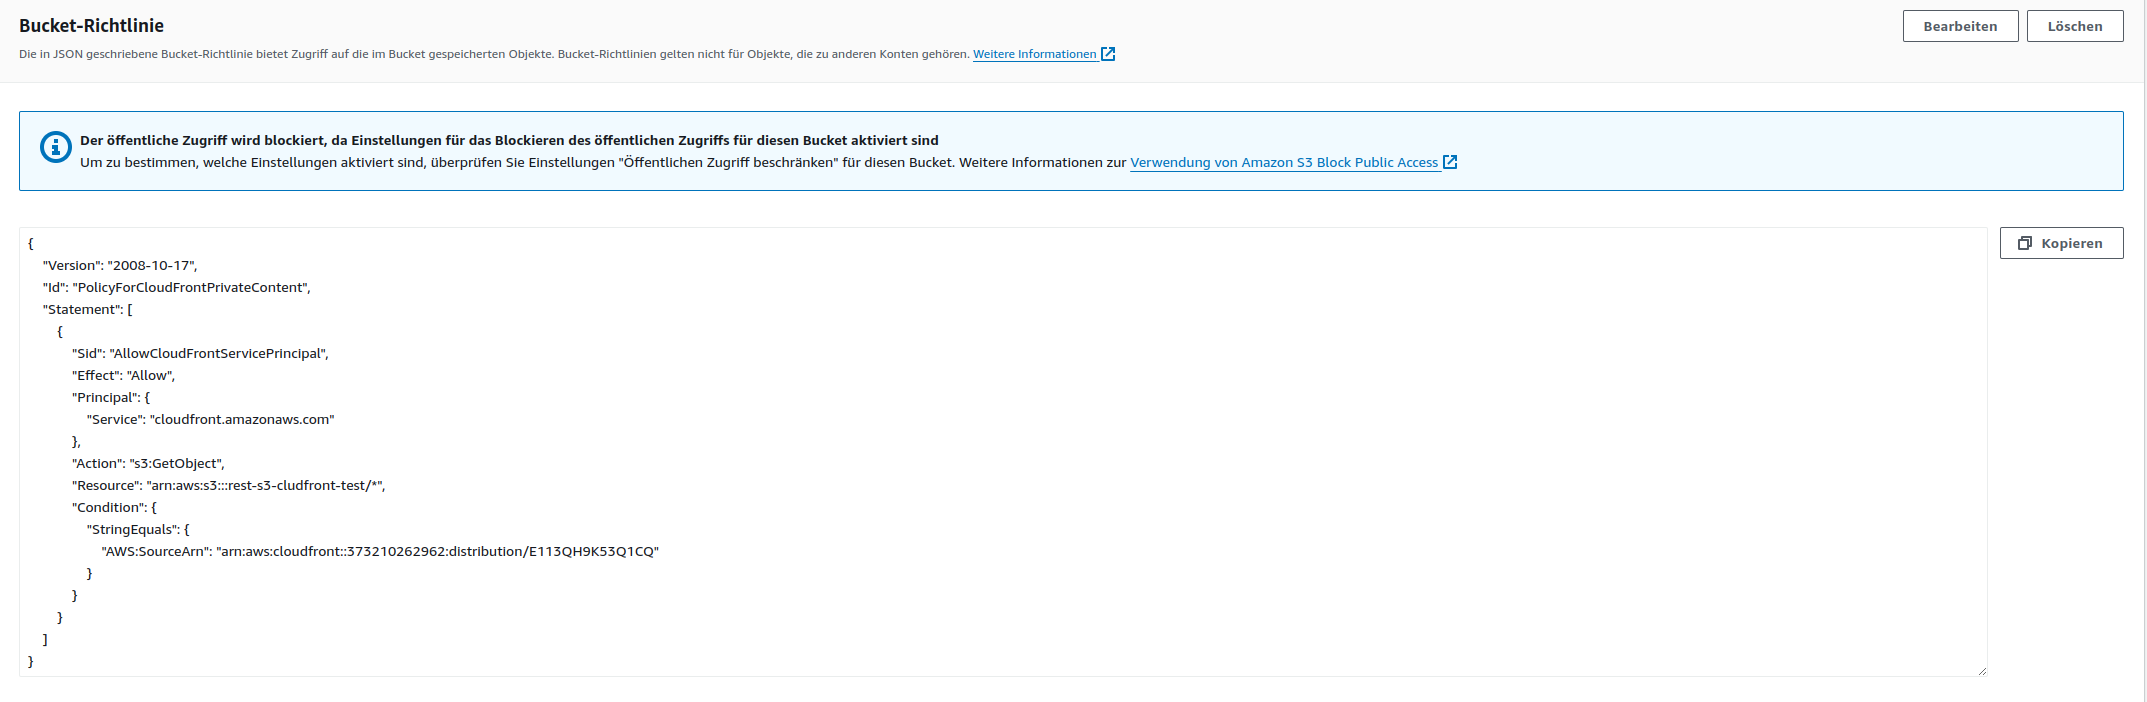 Bucket-Richtlinie
Bearbeiten
Löschen
Die in JSON geschriebene Bucket-Richtlinie bietet Zugriff auf die im Bucket gespeicherten Objekte. Bucket-Richtlinien gelten nicht für Objekte, die zu anderen Konten gehören. Weitere Informationen
Der öffentliche Zugriff wird blockiert, da Einstellungen für das Blockieren des öffentlichen Zugriffs für diesen Bucket aktiviert sind
Um zu bestimmen, welche Einstellungen aktiviert sind, überprüfen Sie Einstellungen "Öffentlichen Zugriff beschränken" für diesen Bucket. Weitere Informationen zur Verwendung von Amazon S3 Block Public Access
Kopieren
{
    "Version": "2008-10-17",
    "Id": "PolicyForCloudFrontPrivateContent",
    "Statement": [
        {
            "Sid": "AllowCloudFrontServicePrincipal",
            "Effect": "Allow",
            "Principal": {
                "Service": "cloudfront.amazonaws.com"
            },
            "Action": "s3:GetObject",
            "Resource": "arn:aws:s3:::rest-s3-cludfront-test/*",
            "Condition": {
                "StringEquals": {
                    "AWS:SourceArn": "arn:aws:cloudfront::373210262962:distribution/E113QH9K53Q1CQ"
                }
            }
        }
    ]
}